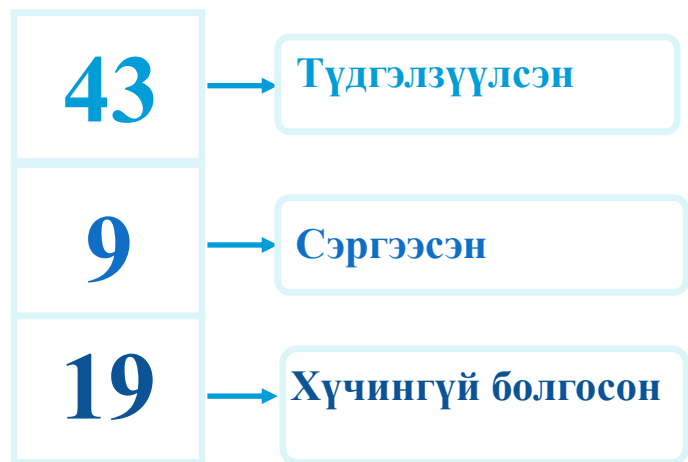 43
Түдгэлзүүлсэн
9
Сэргээсэн
19
Хүчингүй болгосон